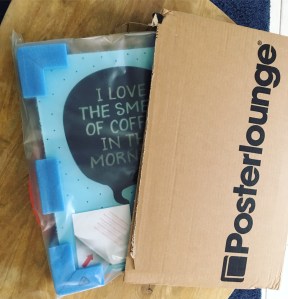 I LOVE
THE SME
OF COFF
IN TH
MORN
Posterlounge®